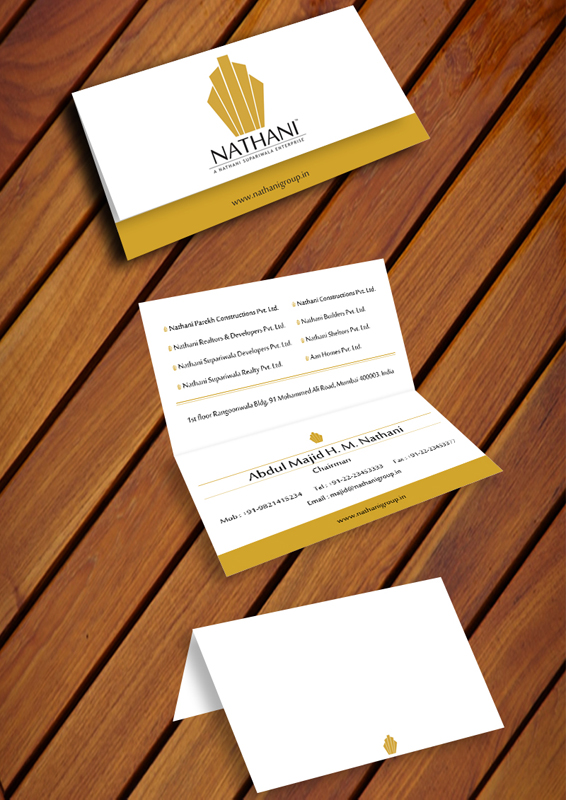 NATHANI™
A NATHANI SUPARIWALA ENTERPRISE
www.nathanigroup.in
Nathani Parekh Constructions Pvt. Ltd.
Nathani Constructions Pvt. Ltd.
Nathani Realtors & Developers Pvt. Ltd.
Nathani Builders Pvt. Ltd.
Nathani Supariwala Developers Pvt. Ltd.
Nathani Shelters Pvt. Ltd.
Nathani Supariwala Realty Pvt. Ltd.
Aan Homes Pvt. Ltd.
1st floor Rangoonwala Bldg, 91 Mohammed Ali Road, Mumbai 400003. India
Abdul Majid H. M. Nathani
Chairman
Mob : +91-9821415234 Tel : +91-22-23453333 Fax : +91-22-23453377
Email : majid@nathanigroup.in
www.nathanigroup.in